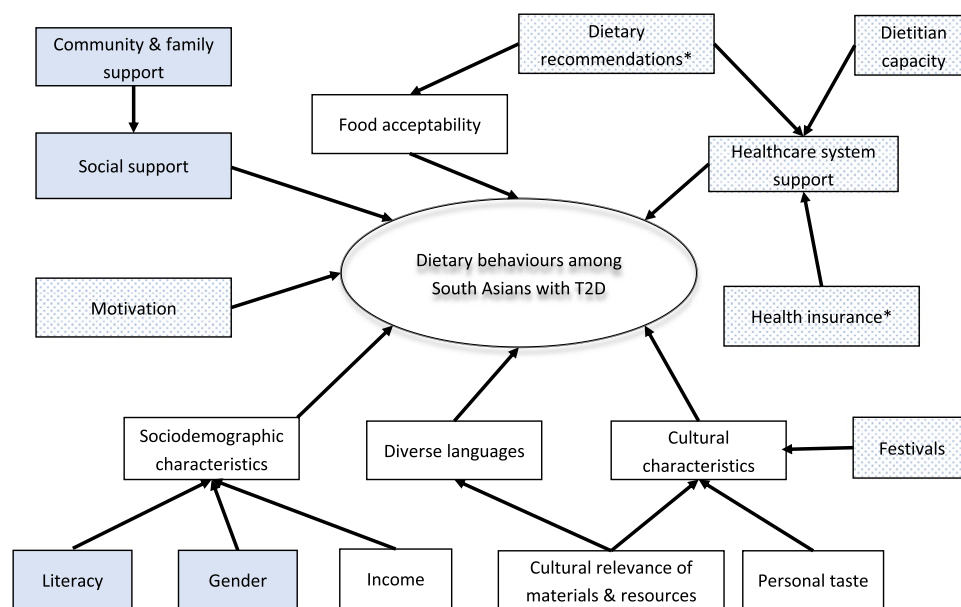 Community & family
support
Dietary
recommendations*
Dietitian
capacity
Food acceptability
Social support
Healthcare system
support
Dietary behaviours among
South Asians with T2D
Motivation
Health insurance*
Sociodemographic
characteristics
Diverse languages
Cultural
characteristics
Festivals
Literacy
Gender
Income
Cultural relevance of
materials & resources
Personal taste